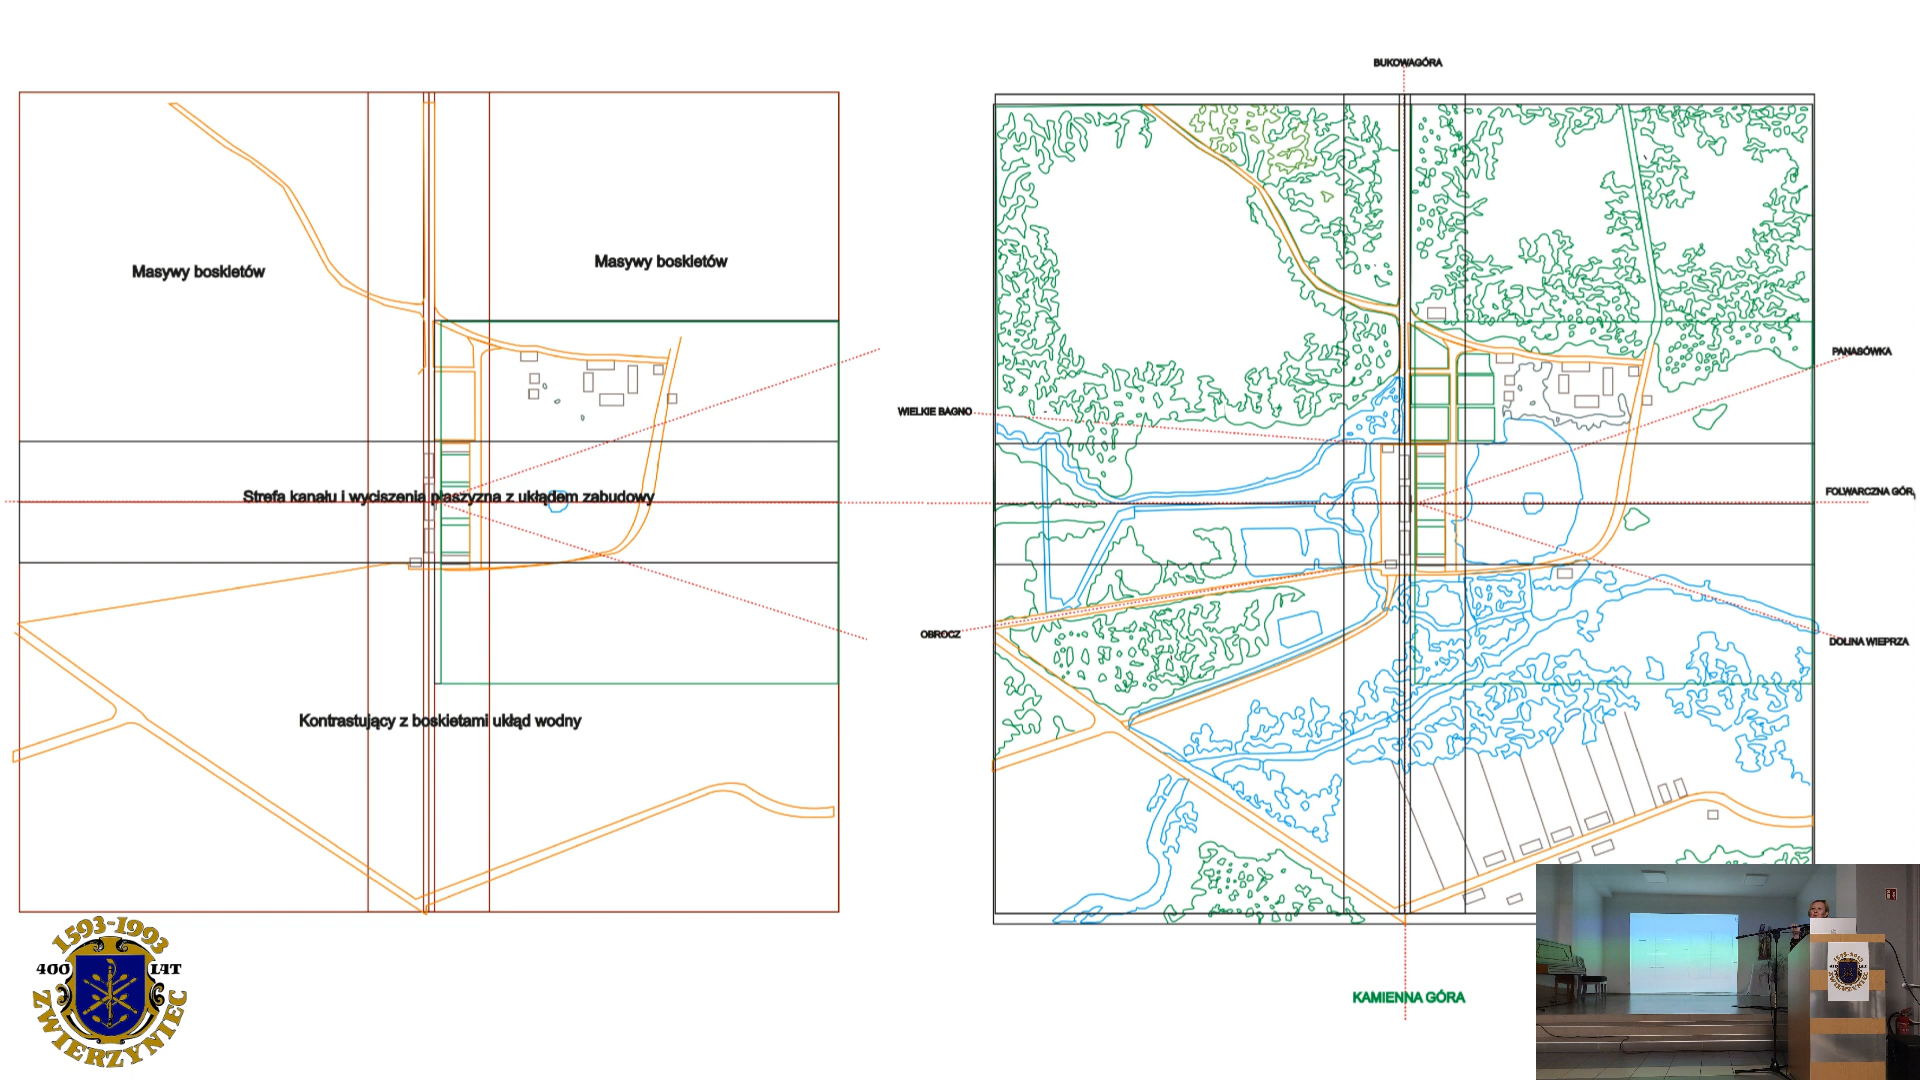 BUKOWAGÓRA
Masywy boskietów
Masywy boskietów
PANASÓWKA
WIELKIE BAGNO
Strefa kanału i wyciszenia płaszyzna z układem zabudowy
FOLWARCZNA GÓR
OBROCZ
DOLINA WIEPRZA
Kontrastujący z boskietami układ wodny
KAMIENNA GÓRA
1593-1993
400 LAT
ZWIERZYNIEC